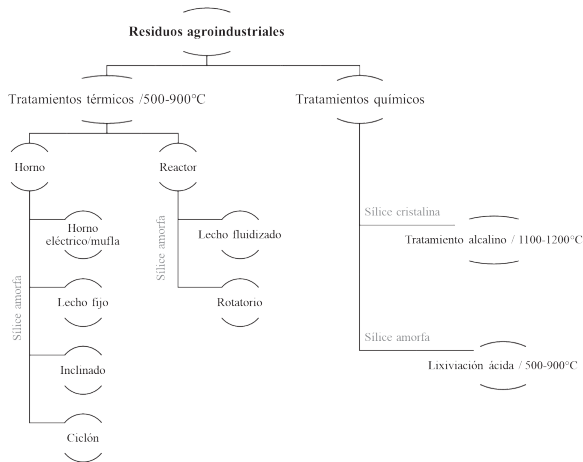 Residuos agroindustriales
Tratamientos térmicos /500-900°C
Tratamientos químicos
Horno
Reactor
Sílice amorfa
Horno
eléctrico/mufla
Lecho fijo
Inclinado
Ciclón
Sílice amorfa
Lecho fluidizado
Rotatorio
Sílice cristalina
Tratamiento alcalino / 1100-1200°C
Sílice amorfa
Lixiviación ácida / 500-900°C